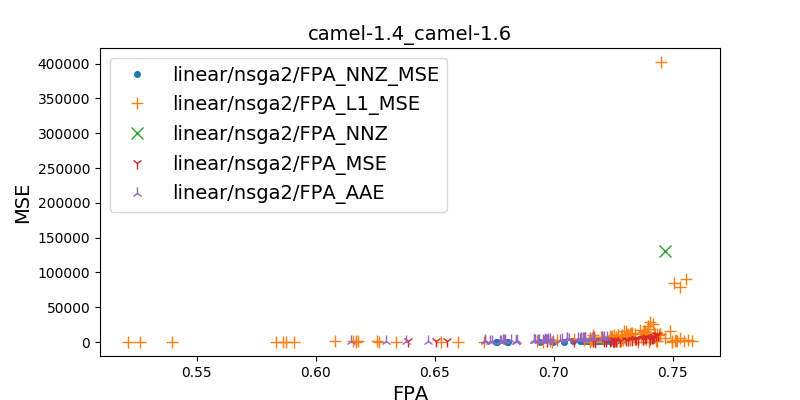 camel-1.4_camel-1.6
linear/nsga2/FPA_NNZ_MSE
linear/nsga2/FPA_L1_MSE
linear/nsga2/FPA_NNZ
linear/nsga2/FPA_MSE
linear/nsga2/FPA_AAE
MSE
400000
350000
300000
250000
200000
150000
100000
50000
0
0.55
0.60
0.65
0.70
0.75
FPA